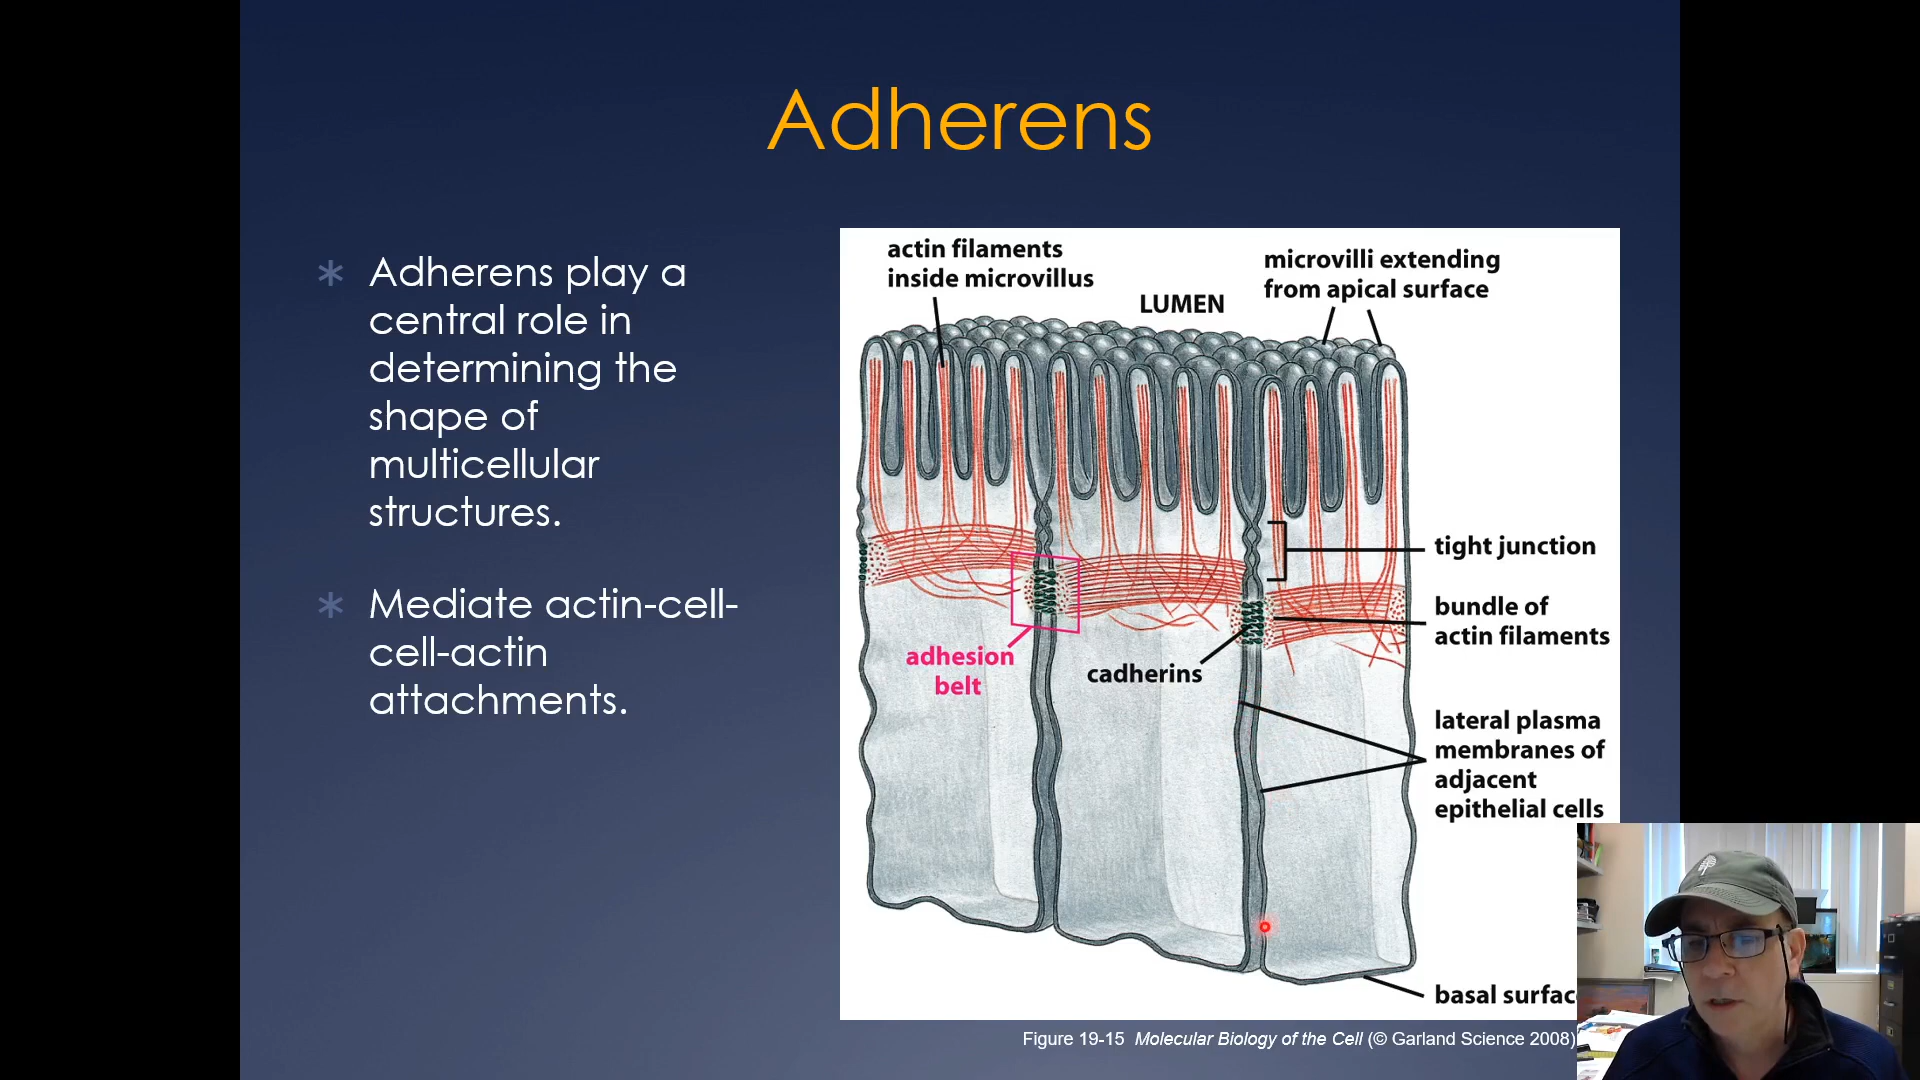 Adherens
Adherens play a
central role in
determining the
shape of
multicellular
structures.
Mediate actin-cell-
cell-actin
attachments.
actin filaments
inside microvillus
LUMEN
microvilli extending
from apical surface
tight junction
bundle of
actin filaments
adhesion
belt
cadherins
lateral plasma
membranes of
adjacent
epithelial cells
basal surfac
Figure 19-15 Molecular Biology of the Cell (© Garland Science 2008)